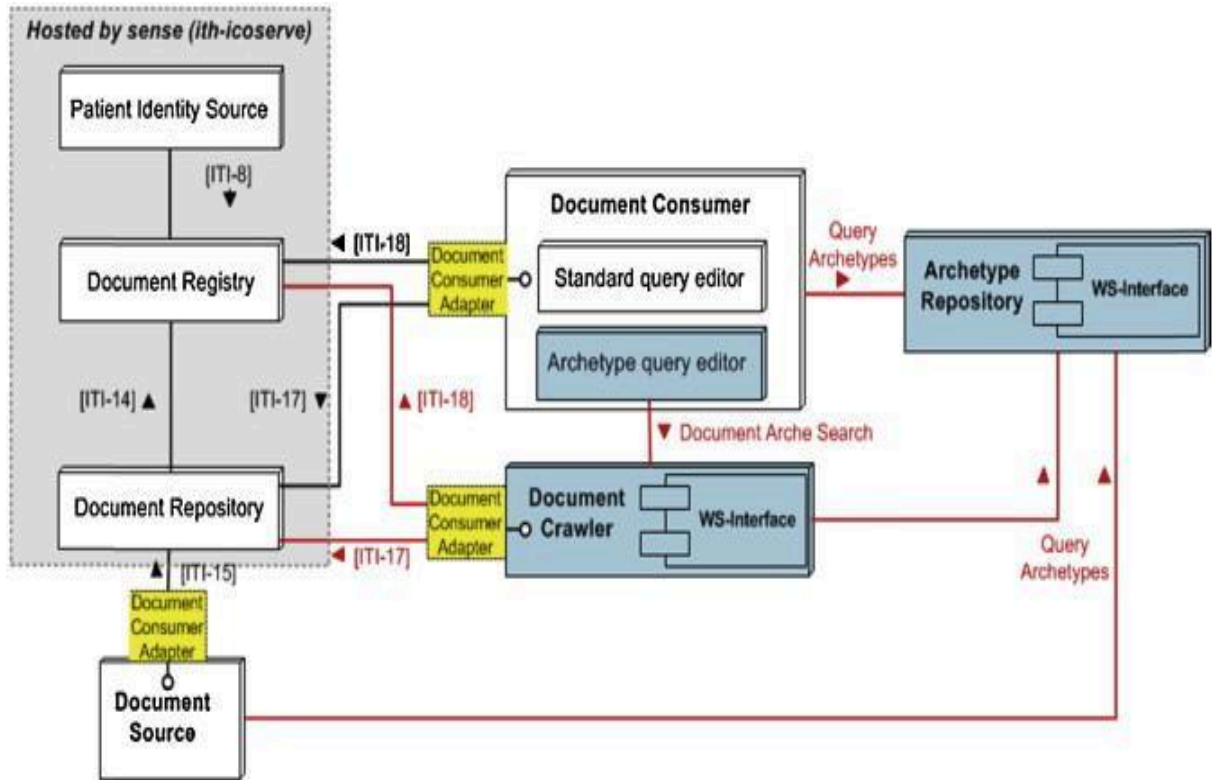 Hosted by sense (ith-icoserve)
Patient Identity Source
[ITI-8]
Document Registry
[ITI-14]
[ITI-17]
Document Repository
[ITI-15]
Document
Consumer
Adapter
Document
Source
[ITI-18]
Document
Consumer
Adapter
Document Consumer
Standard query editor
Archetype query editor
[ITI-18]
Document Arche Search
Document
Consumer
Adapter
[ITI-17]
Document
Crawler
WS-Interface
Query
Archetypes
Archetype
Repository
WS-Interface
Query
Archetypes